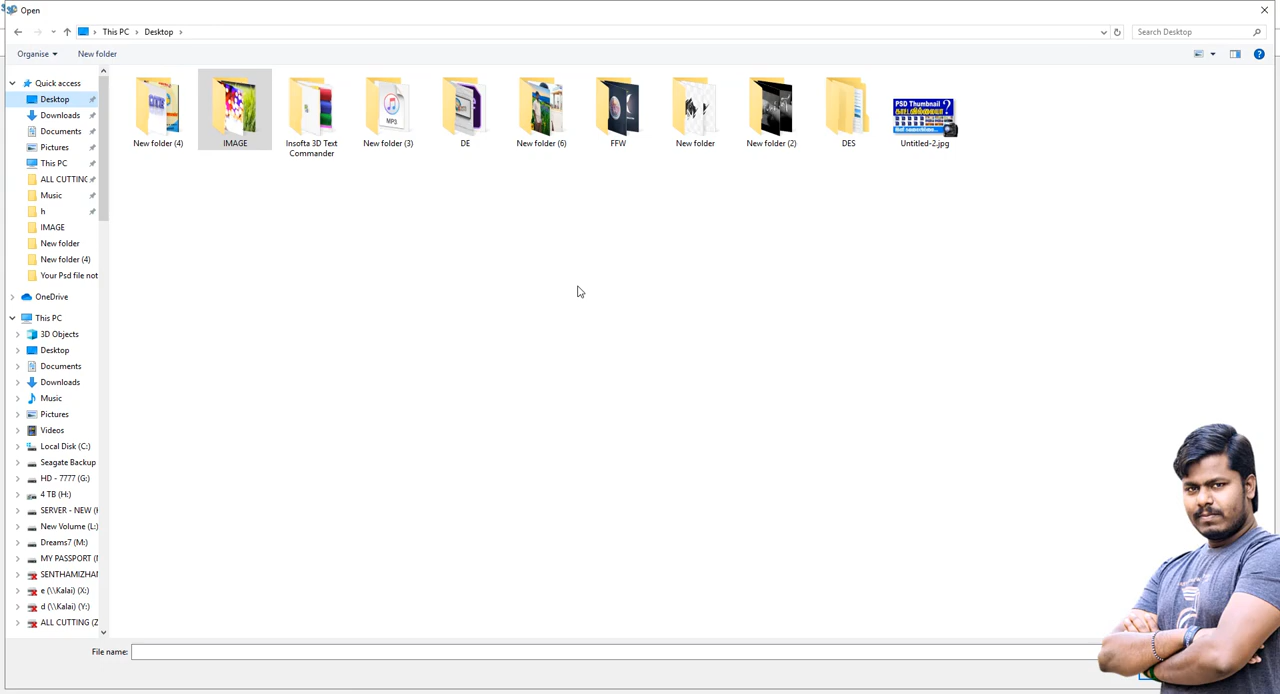 Open
This PC
Desktop
Search Desktop
Organise
New folder
Quick access
Desktop
Downloads
Documents
Pictures
This PC
ALL CUTTING
Music
h
IMAGE
New folder
New folder (4)
Your Psd file not
OneDrive
This PC
3D Objects
Desktop
Documents
Downloads
Music
Pictures
Videos
Local Disk (C:)
Seagate Backup
HD - 7777 (G:)
4 TB (H:)
SERVER - NEW (
New Volume (L:)
Dreams7 (M:)
MY PASSPORT (
SENTHAMIZHAN
e (\\Kalai) (X:)
d (\\Kalai) (Y:)
ALL CUTTING (Z
New folder (4)
IMAGE
Insofta 3D Text
Commander
MP3
New folder (3)
DE
New folder (6)
FFW
New folder
New folder (2)
DES
PSD Thumbnail
?
Untitled-2.jpg
File name: